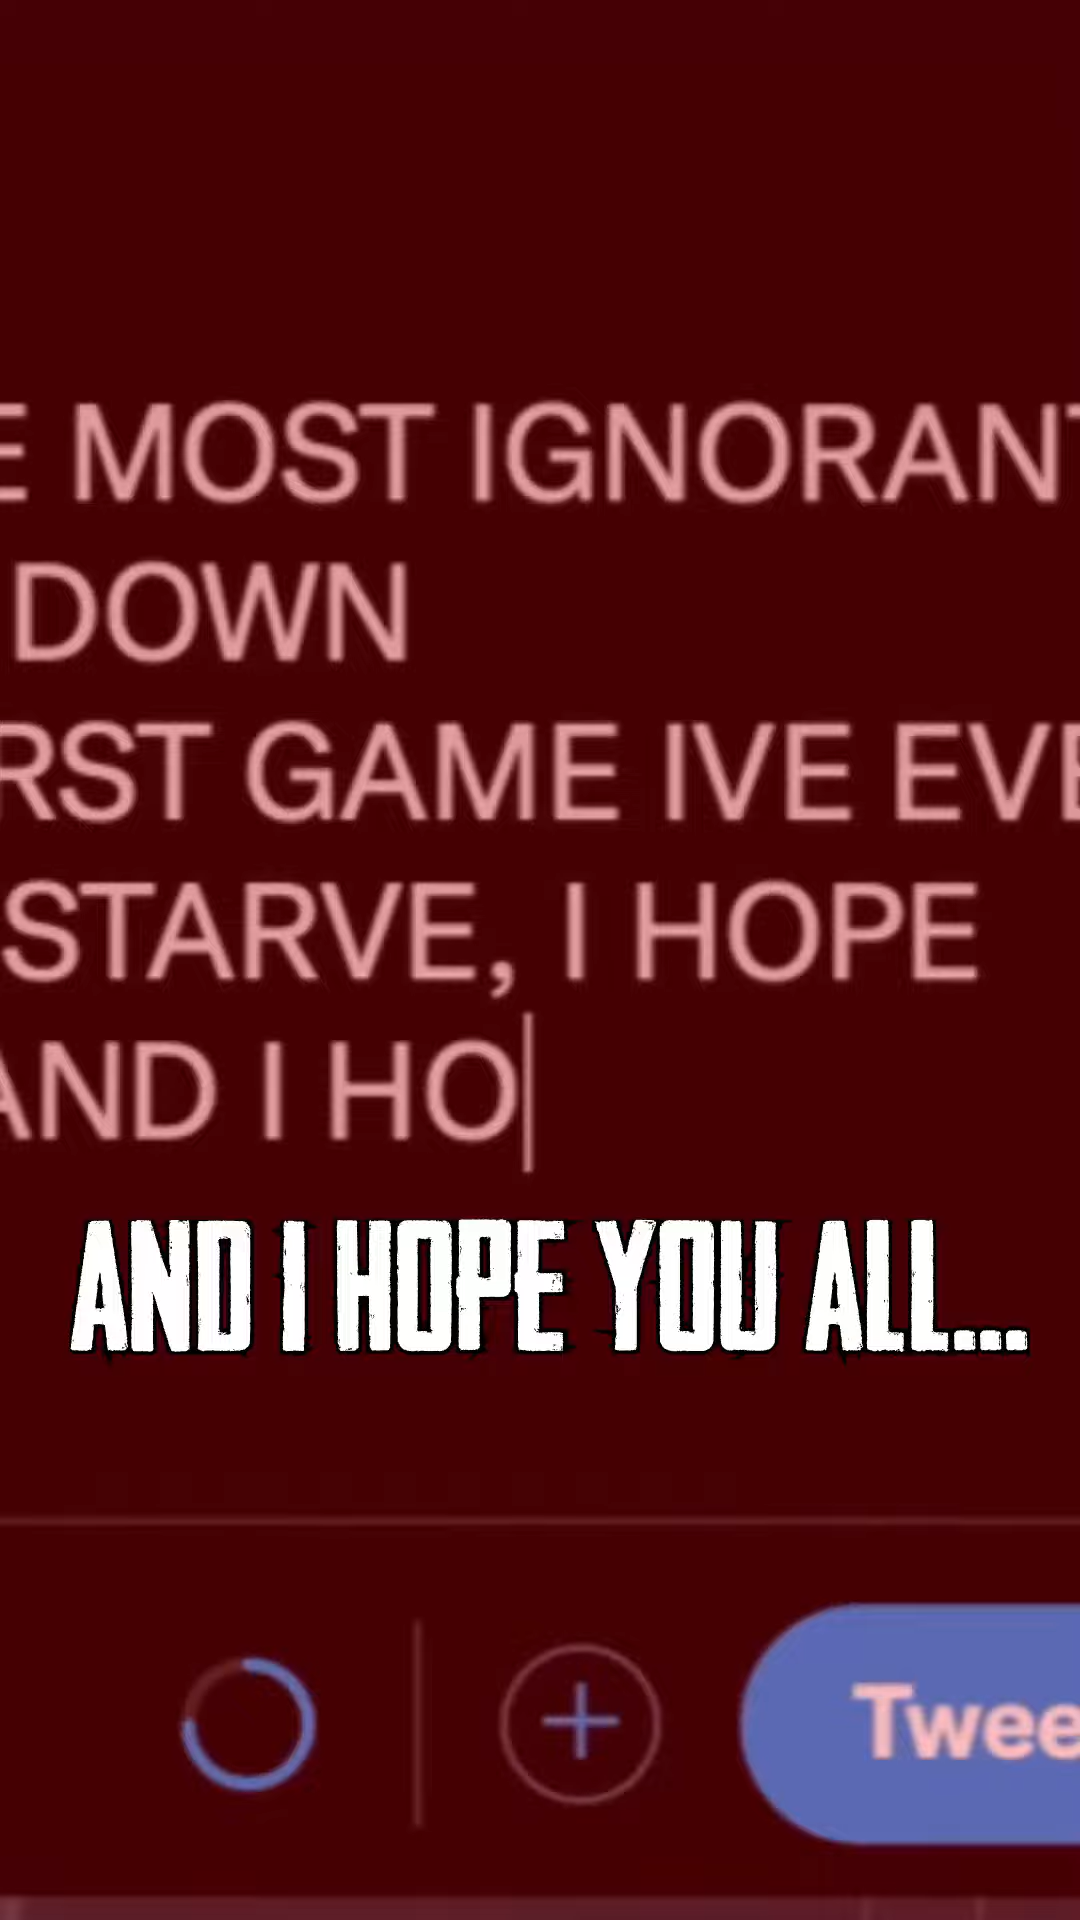 E MOST IGNORANT
DOWN
RST GAME IVE EVE
STARVE, I HOPE
AND I HO
AND I HOPE YOU ALL...
Twee